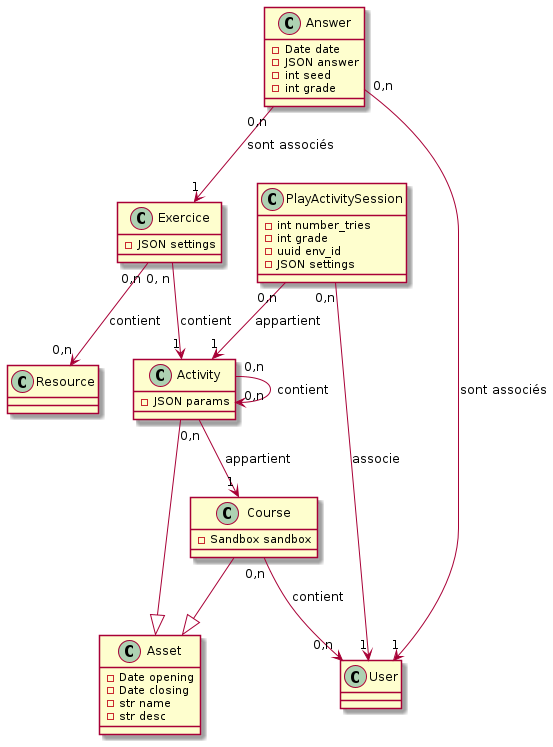 C Answer
Date date
JSON answer
int seed
int grade
0,n
0,n
sont associés
1
C Exercice
JSON settings
C PlayActivitySession
int number_tries
int grade
uuid env_id
JSON settings
0,n
0, n
0,n
0,n
contient
contient
appartient
0,n
1
1
C Resource
C Activity
JSON params
0,n
0,n
contient
sont associés
0,n
appartient
associe
1
C Course
Sandbox sandbox
0,n
contient
0,n
1
1
C Asset
Date opening
Date closing
str name
str desc
C User